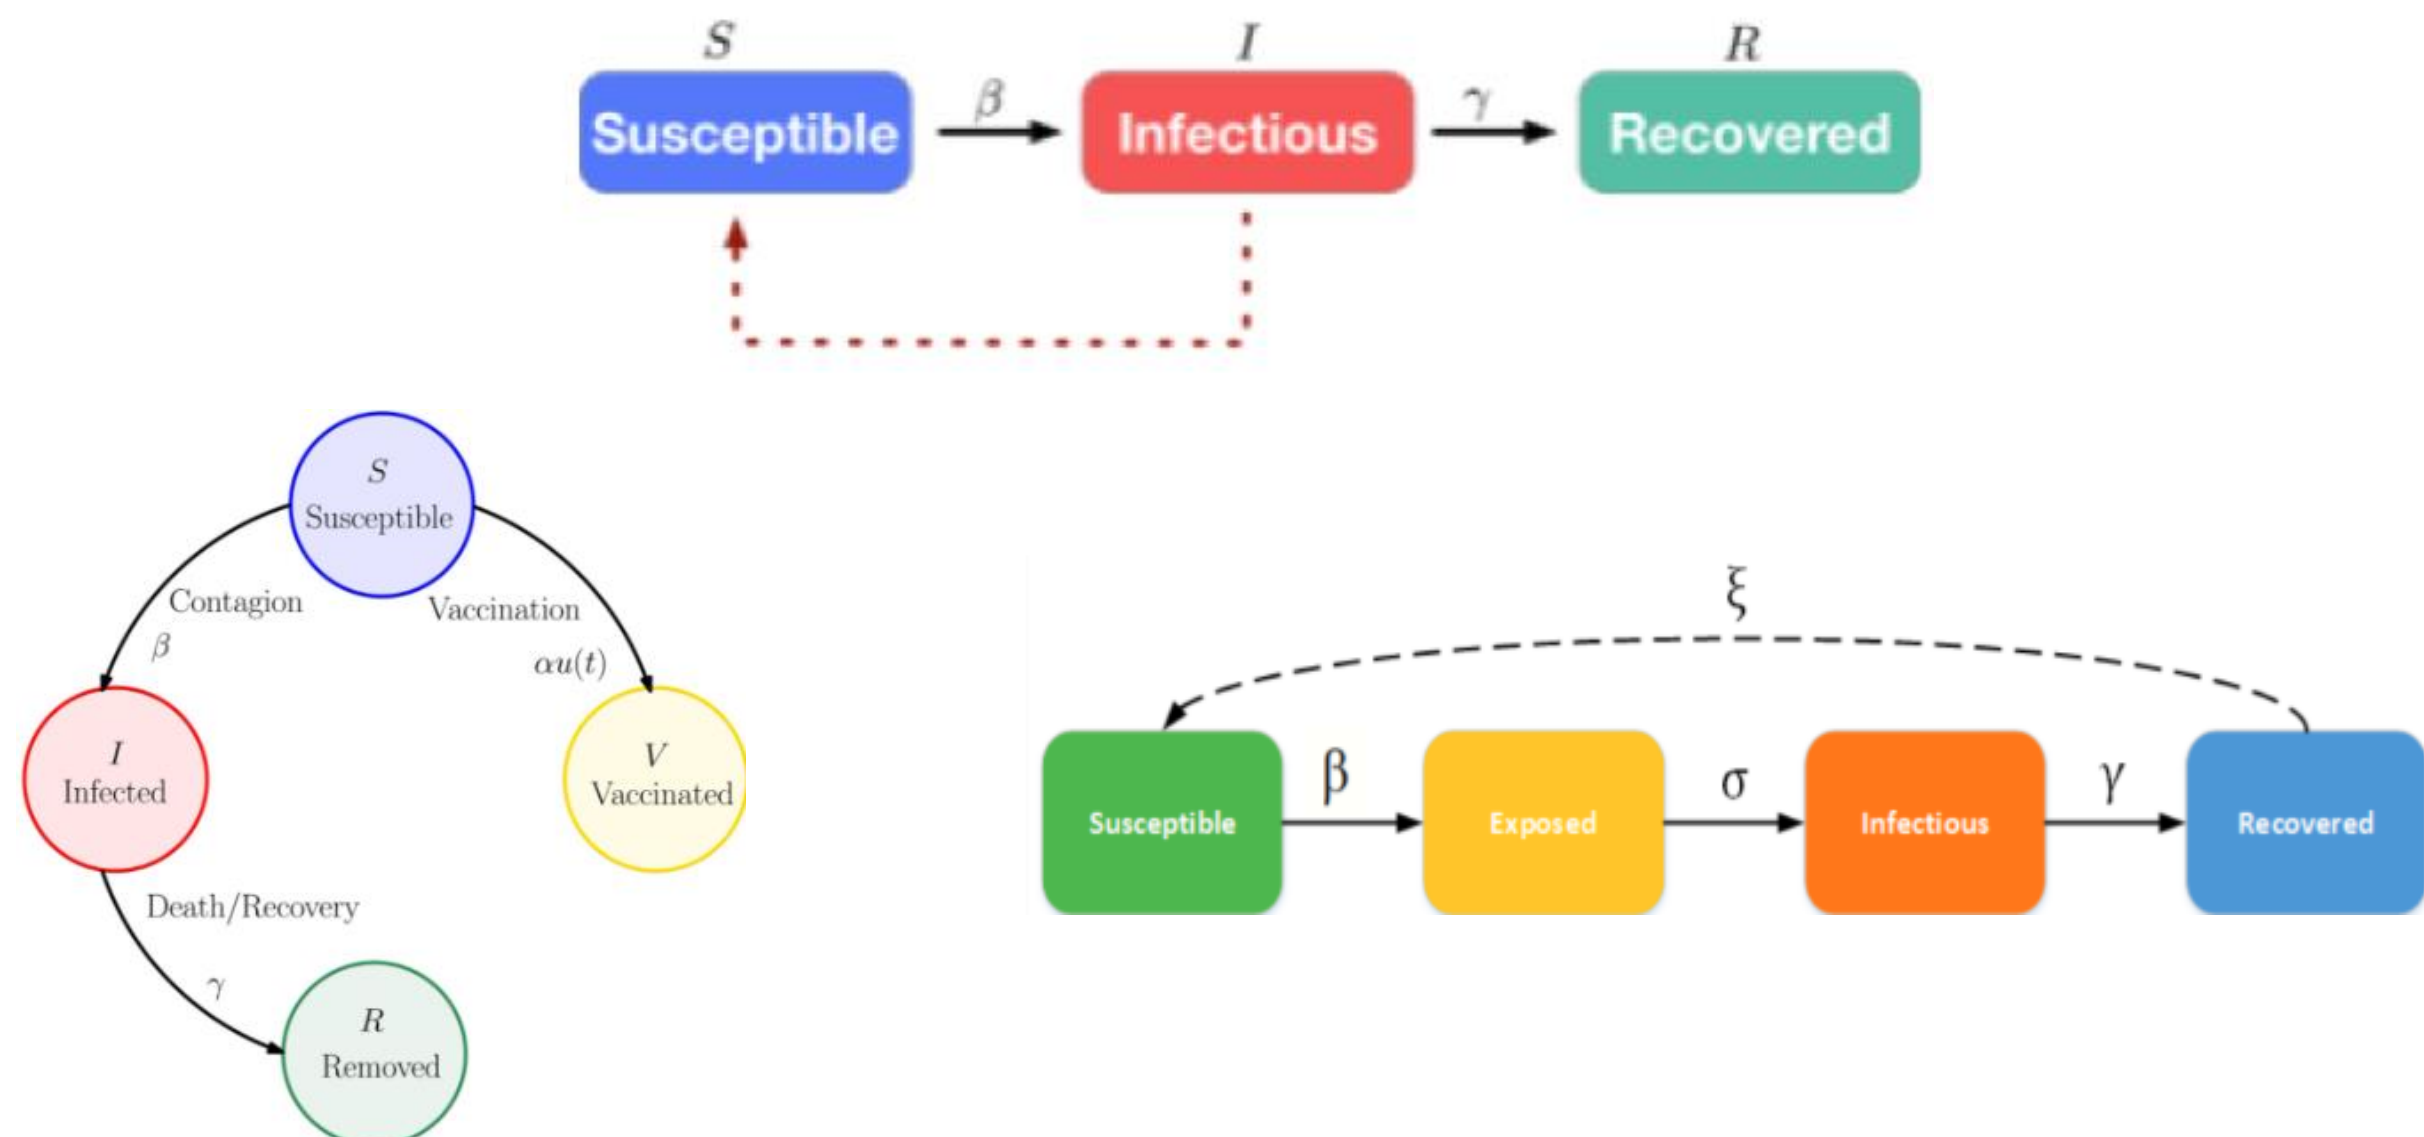 S I R
Susceptible β Infectious γ Recovered
S
Susceptible
Contagion
β
Vaccination
αu(t)
I
Infected
V
Vaccinated
Death/Recovery
γ
R
Removed
ξ
Susceptible β Exposed σ Infectious γ Recovered